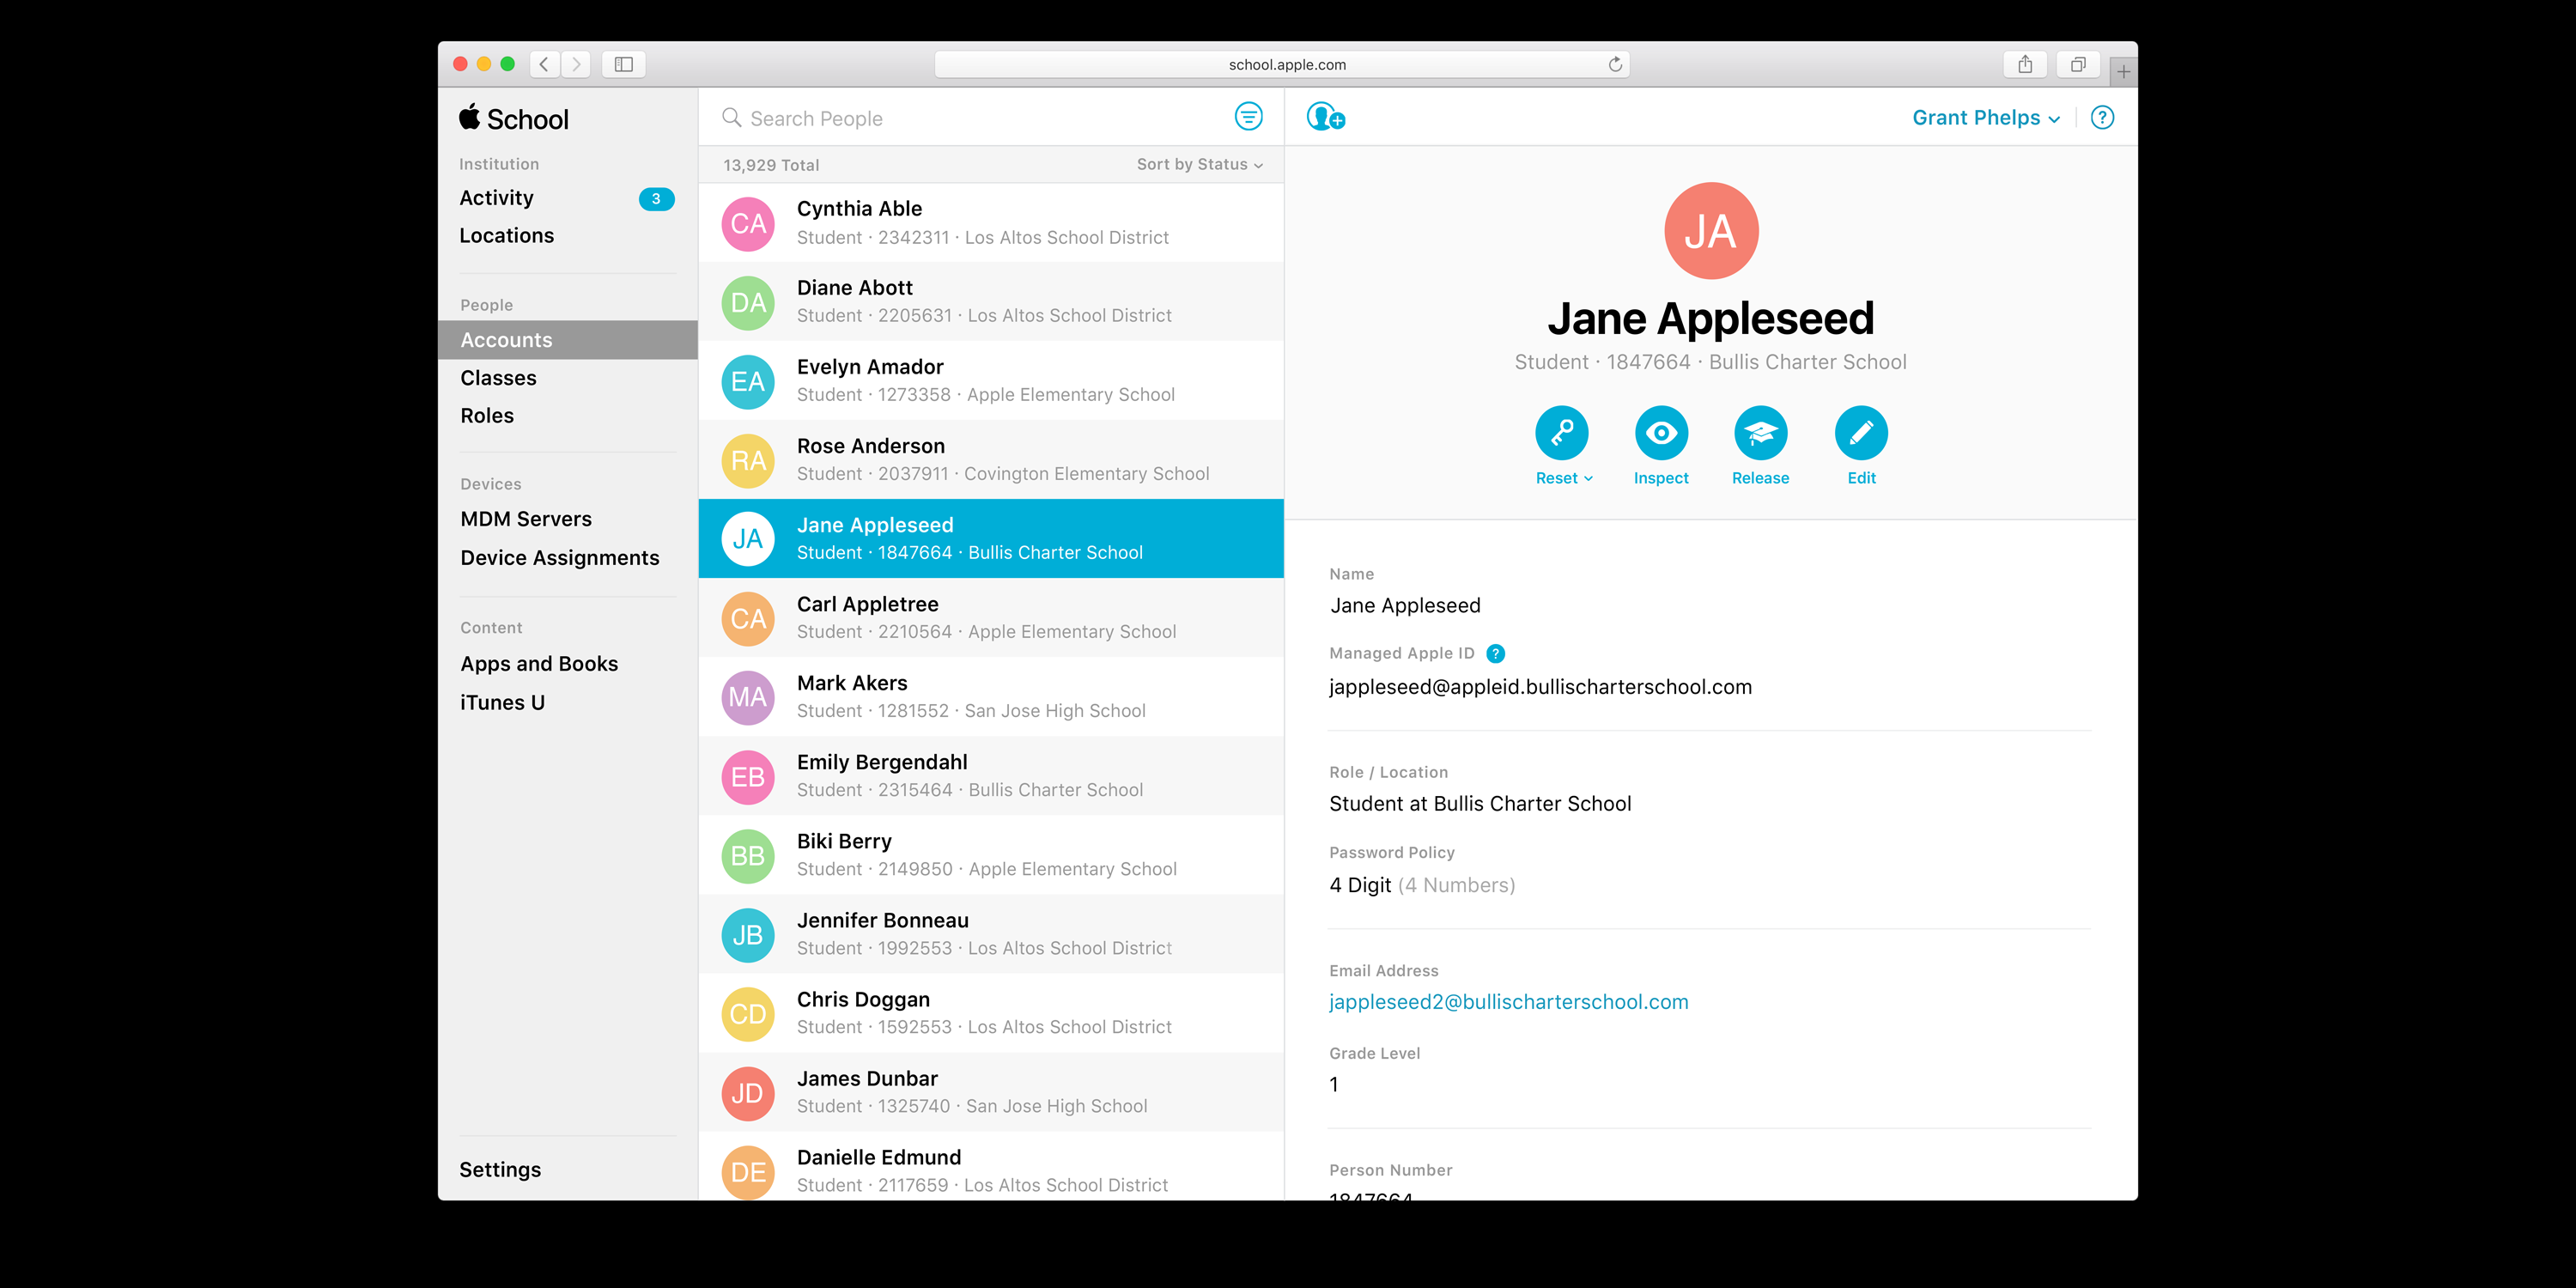 school.apple.com
School
Institution
Activity 3
Locations
People
Accounts
Classes
Roles
Devices
MDM Servers
Device Assignments
Content
Apps and Books
iTunes U
Settings
Search People
13,929 Total Sort by Status
CA
Cynthia Able
Student · 2342311 · Los Altos School District
DA
Diane Abott
Student · 2205631 · Los Altos School District
EA
Evelyn Amador
Student · 1273358 · Apple Elementary School
RA
Rose Anderson
Student · 2037911 · Covington Elementary School
JA
Jane Appleseed
Student · 1847664 · Bullis Charter School
CA
Carl Appletree
Student · 2210564 · Apple Elementary School
MA
Mark Akers
Student · 1281552 · San Jose High School
EB
Emily Bergendahl
Student · 2315464 · Bullis Charter School
BB
Biki Berry
Student · 2149850 · Apple Elementary School
JB
Jennifer Bonneau
Student · 1992553 · Los Altos School District
CD
Chris Doggan
Student · 1592553 · Los Altos School District
JD
James Dunbar
Student · 1325740 · San Jose High School
DE
Danielle Edmund
Student · 2117659 · Los Altos School District
Grant Phelps ?
JA
Jane Appleseed
Student · 1847664 · Bullis Charter School
Reset Inspect Release Edit
Name
Jane Appleseed
Managed Apple ID ?
jappleseed@appleid.bullischarterschool.com
Role / Location
Student at Bullis Charter School
Password Policy
4 Digit (4 Numbers)
Email Address
jappleseed2@bullischarterschool.com
Grade Level
1
Person Number
1847664